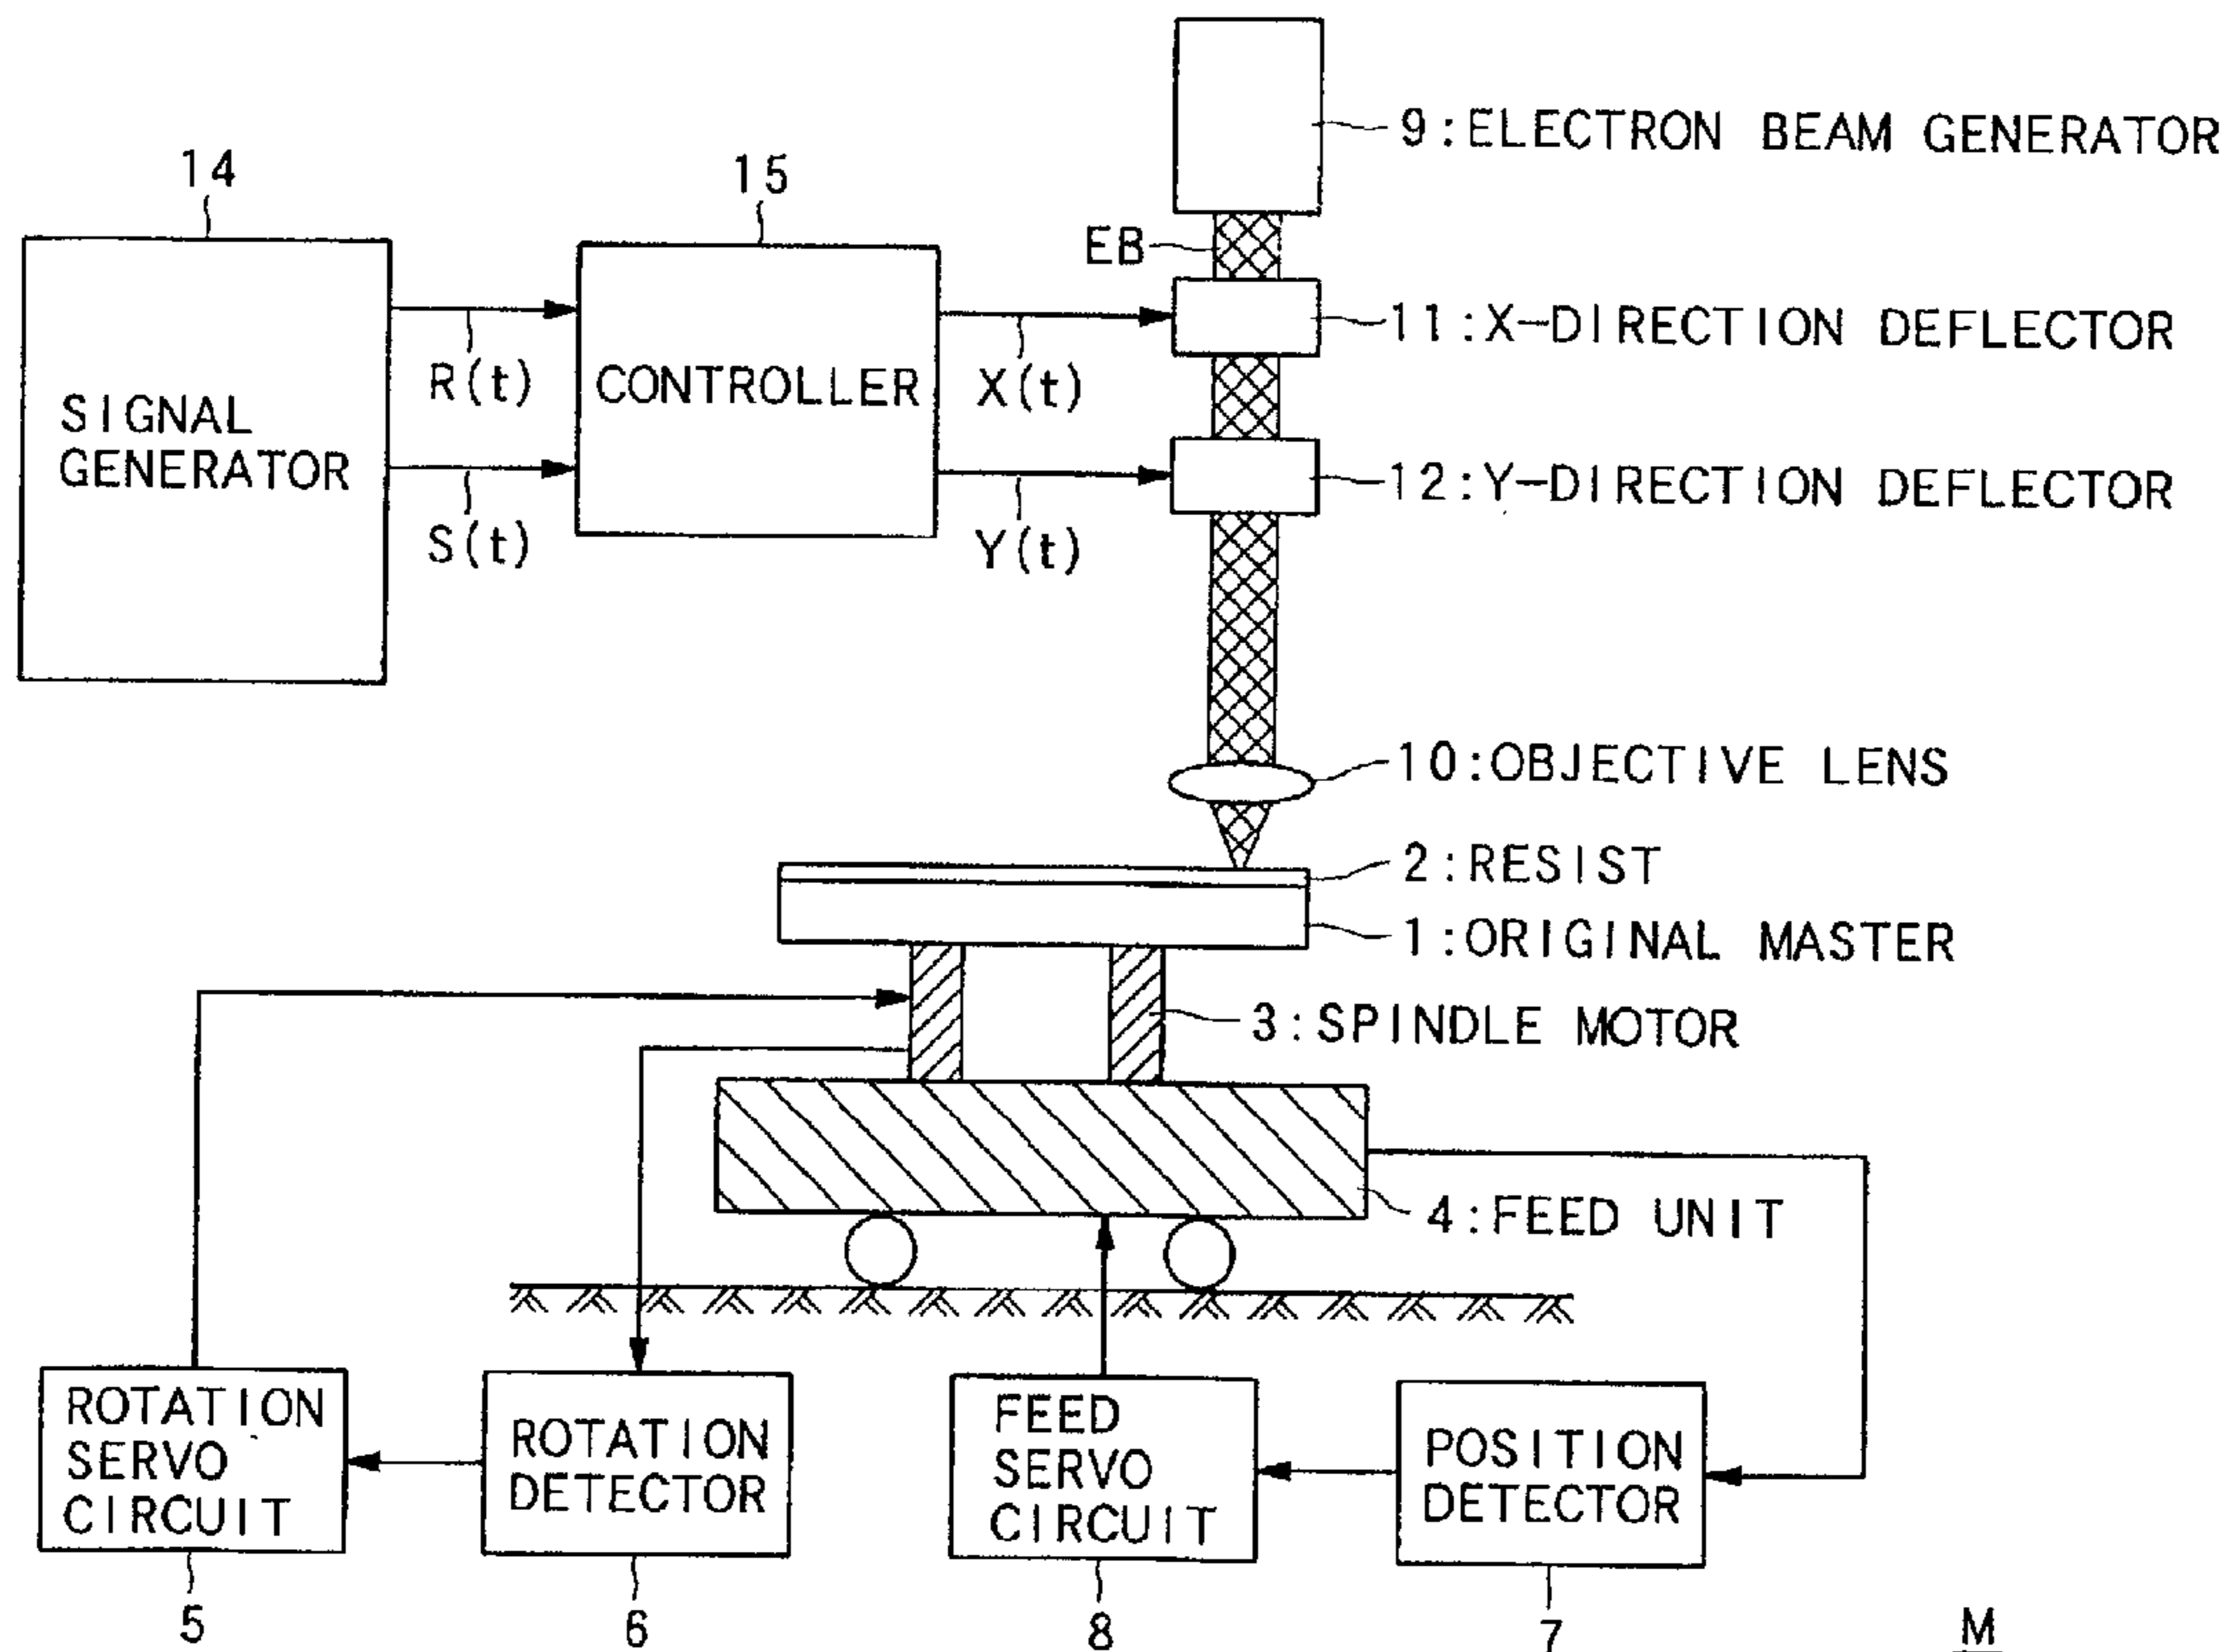 9:ELECTRON BEAM GENERATOR
14
15
EB
11:X-DIRECTION DEFLECTOR
R(t)
CONTROLLER
X(t)
SIGNAL
GENERATOR
12:Y-DIRECTION DEFLECTOR
S(t)
Y(t)
10:OBJECTIVE LENS
2:RESIST
1:ORIGINAL MASTER
3:SPINDLE MOTOR
4:FEED UNIT
ROTATION
SERVO
CIRCUIT
ROTATION
DETECTOR
FEED
SERVO
CIRCUIT
POSITION
DETECTOR
5
6
8
7
M